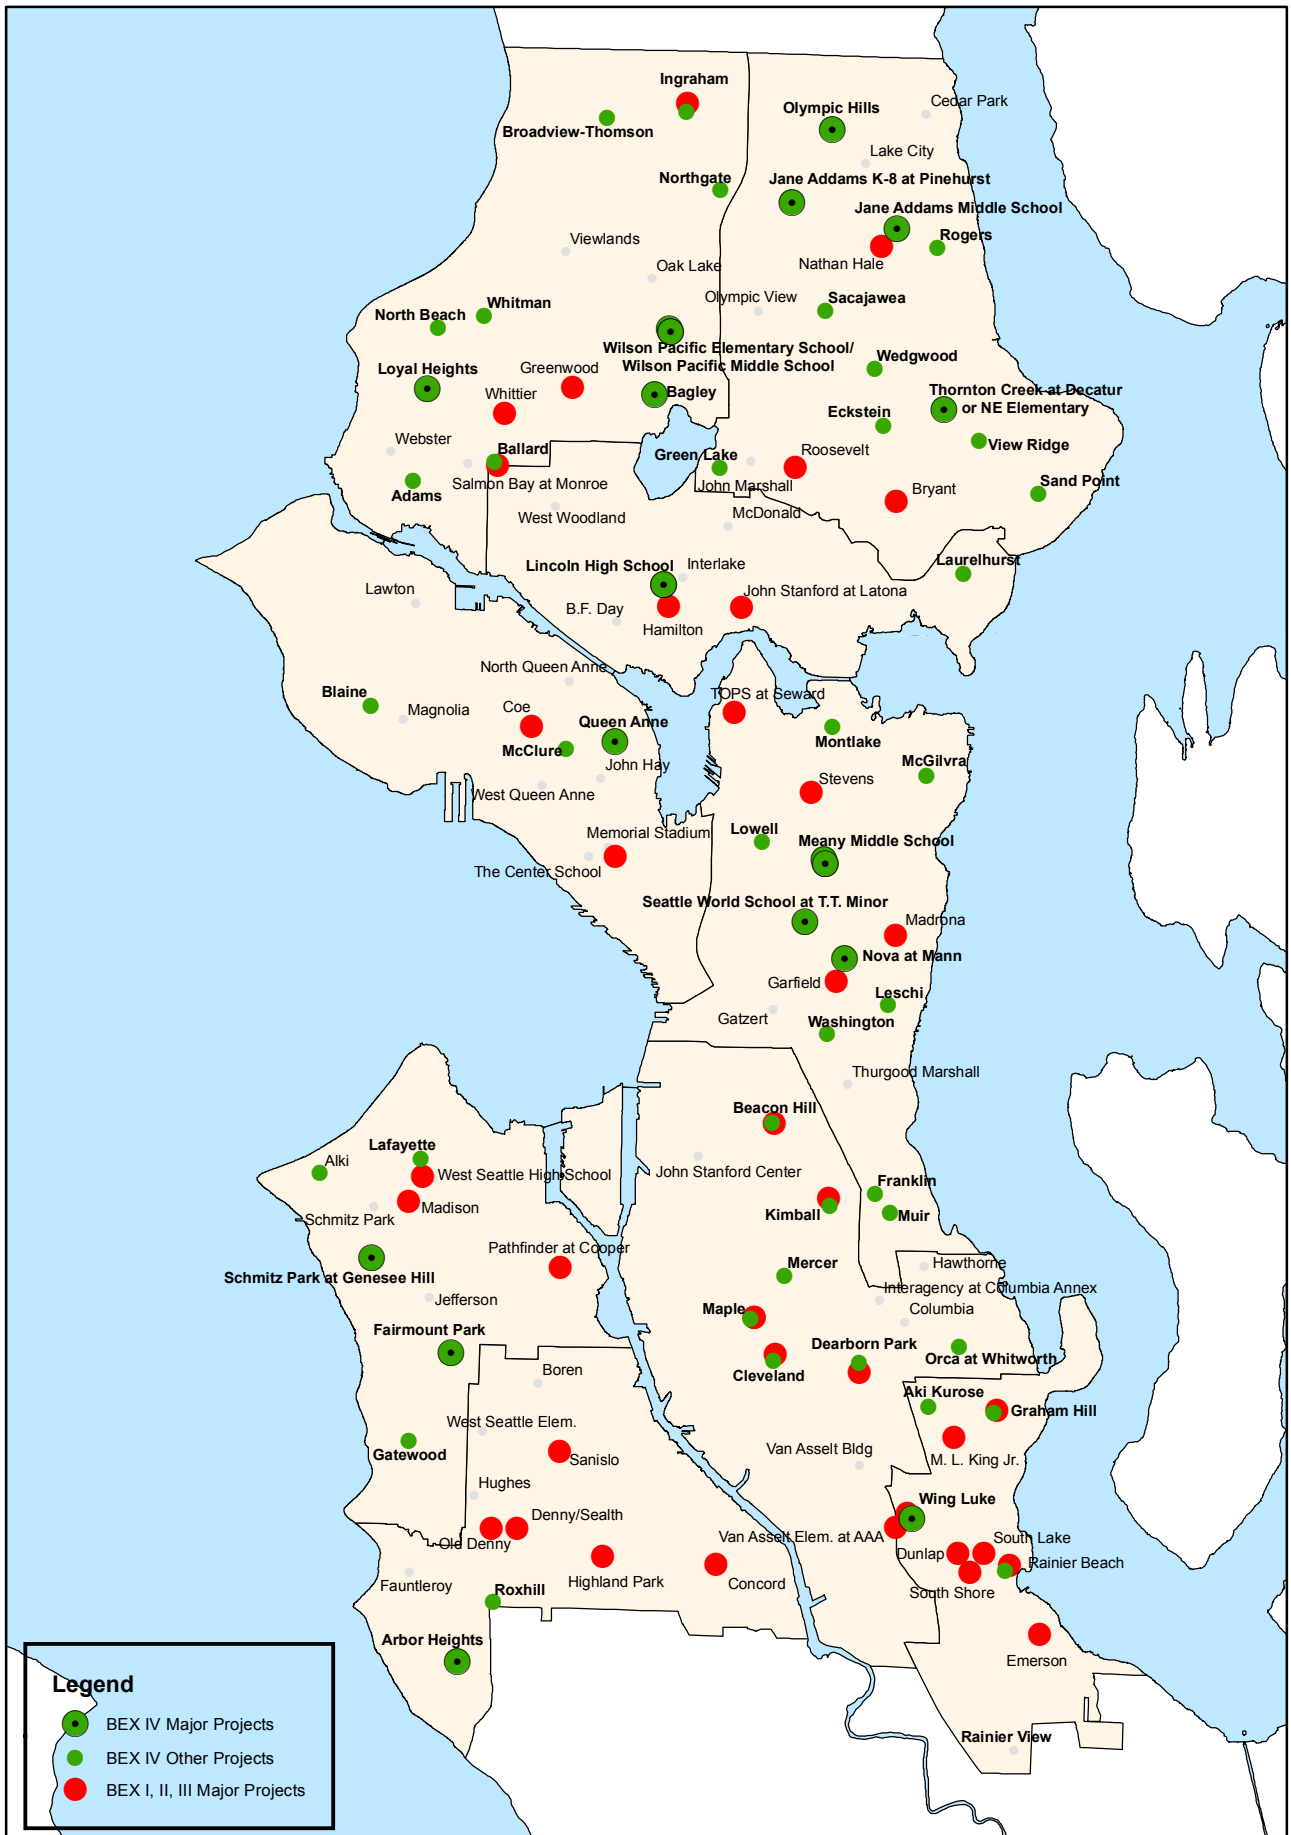 Ingraham
Cedar Park
Olympic Hills
Broadview-Thomson
Lake City
Northgate
Jane Addams K-8 at Pinehurst
Jane Addams Middle School
Rogers
Viewlands
Nathan Hale
Oak Lake
Olympic View
Sacajawea
Whitman
North Beach
Wilson Pacific Elementary School/
Wilson Pacific Middle School
Wedgwood
Loyal Heights
Greenwood
Whittier
Bagley
Thornton Creek at Decatur
or NE Elementary
Eckstein
Webster
View Ridge
Ballard
Green Lake
Roosevelt
Salmon Bay at Monroe
John Marshall
Sand Point
Adams
Bryant
West Woodland
McDonald
Laurelhurst
Lincoln High School
Interlake
Lawton
John Stanford at Latona
B.F. Day
Hamilton
North Queen Anne
Blaine
TOPS at Seward
Magnolia
Coe
Queen Anne
Montlake
McClure
McGilvra
John Hay
Stevens
West Queen Anne
Memorial Stadium
Lowell
Meany Middle School
The Center School
Seattle World School at T.T. Minor
Madrona
Nova at Mann
Garfield
Leschi
Gatzert
Washington
Thurgood Marshall
Beacon Hill
Lafayette
Alki
West Seattle High School
John Stanford Center
Franklin
Madison
Schmitz Park
Kimball
Muir
Pathfinder at Cooper
Mercer
Hawthorne
Schmitz Park at Genesee Hill
Interagency at Columbia Annex
Jefferson
Maple
Columbia
Fairmount Park
Dearborn Park
Orca at Whitworth
Cleveland
Boren
Aki Kurose
Graham Hill
West Seattle Elem.
Gatewood
Van Asselt Bldg
M. L. King Jr.
Sanislo
Hughes
Wing Luke
Denny/Sealth
Old Denny
Van Asselt Elem. at AAA
South Lake
Dunlap
Rainier Beach
Highland Park
Concord
South Shore
Fauntleroy
Roxhill
Arbor Heights
Emerson
Rainier View
Legend
BEX IV Major Projects
BEX IV Other Projects
BEX I, II, III Major Projects